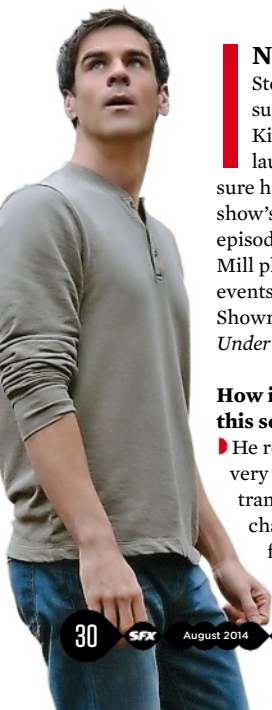 I
N
Ste
su
Ki
lau
sure h
show's
episod
Mill pl
events
Shown
Under
How i
this so
He re
very
tran
cha
f
30 SFX August 2014